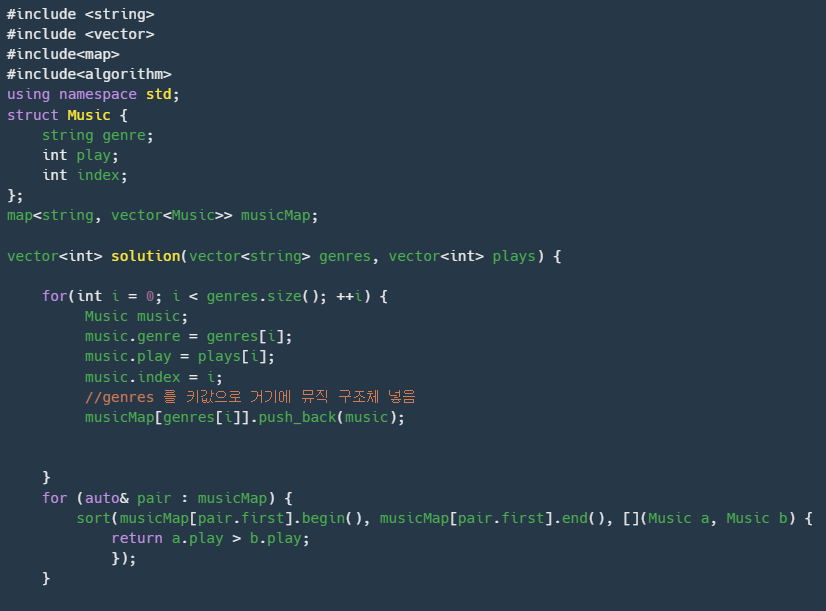 #include <string>
#include <vector>
#include<map>
#include<algorithm>
using namespace std;
struct Music {
    string genre;
    int play;
    int index;
};
map<string, vector<Music>> musicMap;

vector<int> solution(vector<string> genres, vector<int> plays) {

    for(int i = 0; i < genres.size(); ++i) {
         Music music;
         music.genre = genres[i];
         music.play = plays[i];
         music.index = i;
         //genres 를 키값으로 거기에 뮤직 구조체 넣음
         musicMap[genres[i]].push_back(music);


    }
    for (auto& pair : musicMap) {
        sort(musicMap[pair.first].begin(), musicMap[pair.first].end(), [](Music a, Music b) {
            return a.play > b.play;
            });
    }